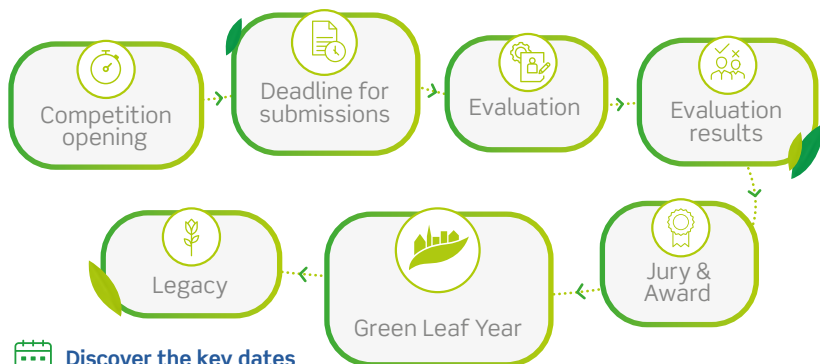 Competition
opening
Deadline for
submissions
Evaluation
Evaluation
results
Jury &
Award
Green Leaf Year
Legacy
Discover the key dates